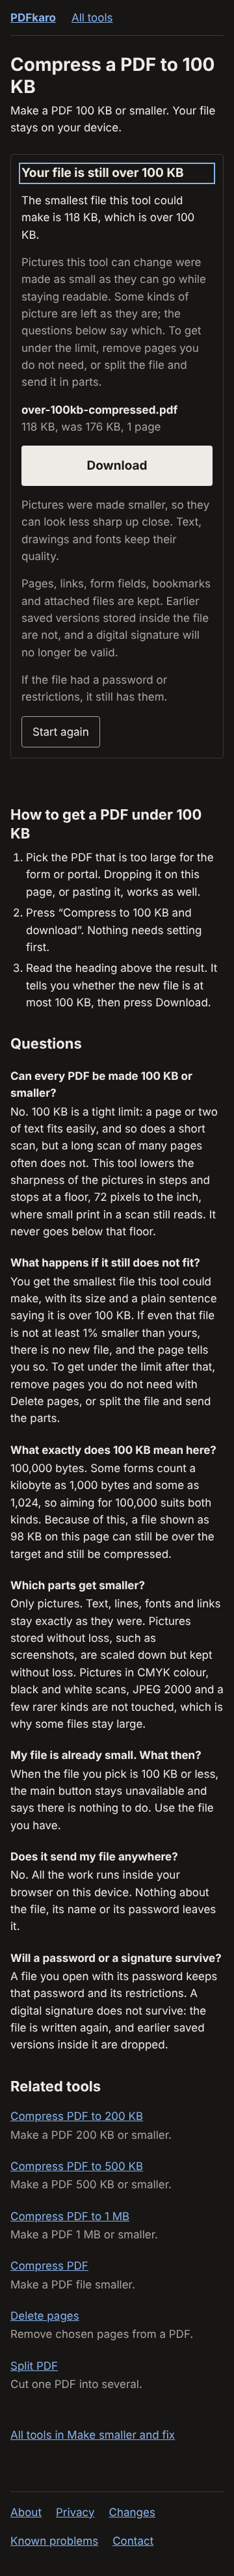 PDFkaro All tools
Compress a PDF to 100
KB
Make a PDF 100 KB or smaller. Your file
stays on your device.
Your file is still over 100 KB
The smallest file this tool could
make is 118 KB, which is over 100
KB.
Pictures this tool can change were
made as small as they can go while
staying readable. Some kinds of
picture are left as they are; the
questions below say which. To get
under the limit, remove pages you
do not need, or split the file and
send it in parts.
over-100kb-compressed.pdf
118 KB, was 176 KB, 1 page
Download
Pictures were made smaller, so they
can look less sharp up close. Text,
drawings and fonts keep their
quality.
Pages, links, form fields, bookmarks
and attached files are kept. Earlier
saved versions stored inside the file
are not, and a digital signature will
no longer be valid.
If the file had a password or
restrictions, it still has them.
Start again
How to get a PDF under 100
KB
1. Pick the PDF that is too large for the
form or portal. Dropping it on this
page, or pasting it, works as well.
2. Press “Compress to 100 KB and
download”. Nothing needs setting
first.
3. Read the heading above the result. It
tells you whether the new file is at
most 100 KB, then press Download.
Questions
Can every PDF be made 100 KB or
smaller?
No. 100 KB is a tight limit: a page or two
of text fits easily, and so does a short
scan, but a long scan of many pages
often does not. This tool lowers the
sharpness of the pictures in steps and
stops at a floor, 72 pixels to the inch,
where small print in a scan still reads. It
never goes below that floor.
What happens if it still does not fit?
You get the smallest file this tool could
make, with its size and a plain sentence
saying it is over 100 KB. If even that file
is not at least 1% smaller than yours,
there is no new file, and the page tells
you so. To get under the limit after that,
remove pages you do not need with
Delete pages, or split the file and send
the parts.
What exactly does 100 KB mean here?
100,000 bytes. Some forms count a
kilobyte as 1,000 bytes and some as
1,024, so aiming for 100,000 suits both
kinds. Because of this, a file shown as
98 KB on this page can still be over the
target and still be compressed.
Which parts get smaller?
Only pictures. Text, lines, fonts and links
stay exactly as they were. Pictures
stored without loss, such as
screenshots, are scaled down but kept
without loss. Pictures in CMYK colour,
black and white scans, JPEG 2000 and a
few rarer kinds are not touched, which is
why some files stay large.
My file is already small. What then?
When the file you pick is 100 KB or less,
the main button stays unavailable and
says there is nothing to do. Use the file
you have.
Does it send my file anywhere?
No. All the work runs inside your
browser on this device. Nothing about
the file, its name or its password leaves
it.
Will a password or a signature survive?
A file you open with its password keeps
that password and its restrictions. A
digital signature does not survive: the
file is written again, and earlier saved
versions inside it are dropped.
Related tools
Compress PDF to 200 KB
Make a PDF 200 KB or smaller.
Compress PDF to 500 KB
Make a PDF 500 KB or smaller.
Compress PDF to 1 MB
Make a PDF 1 MB or smaller.
Compress PDF
Make a PDF file smaller.
Delete pages
Remove chosen pages from a PDF.
Split PDF
Cut one PDF into several.
All tools in Make smaller and fix
About Privacy Changes
Known problems Contact